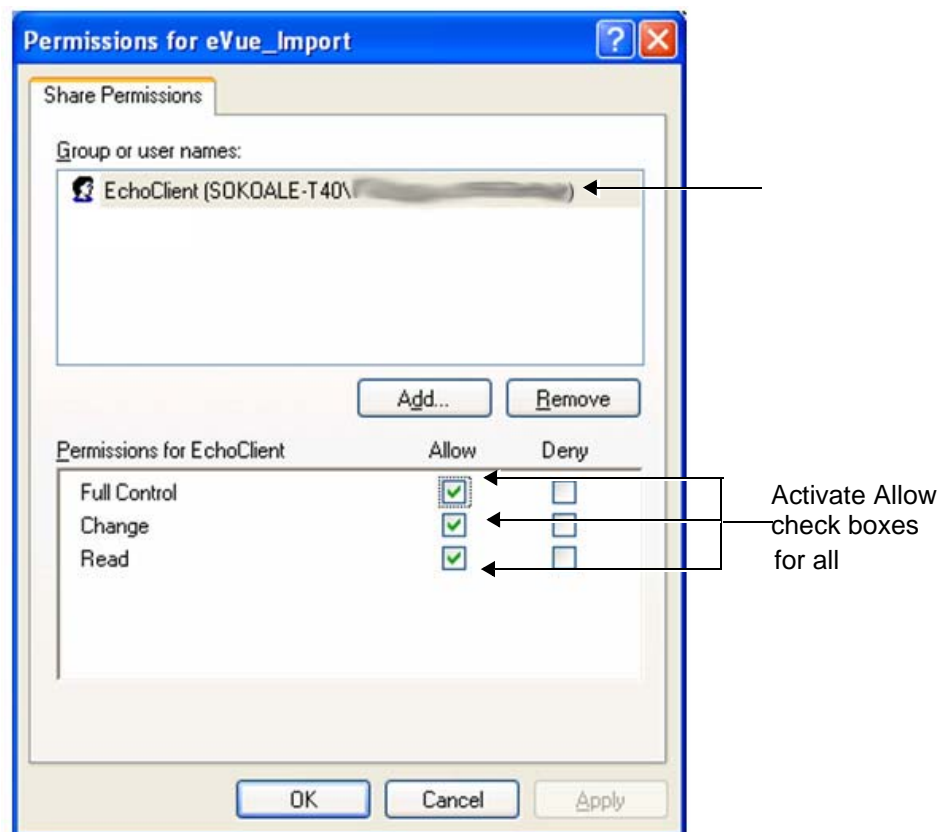 Permissions for eVue_Import
Share Permissions
Group or user names:
EchoClient (SOKOALE-T40\ )
Add... Remove
Permissions for EchoClient Allow Deny
Full Control
Change
Read
Activate Allow
check boxes
for all
OK Cancel Apply